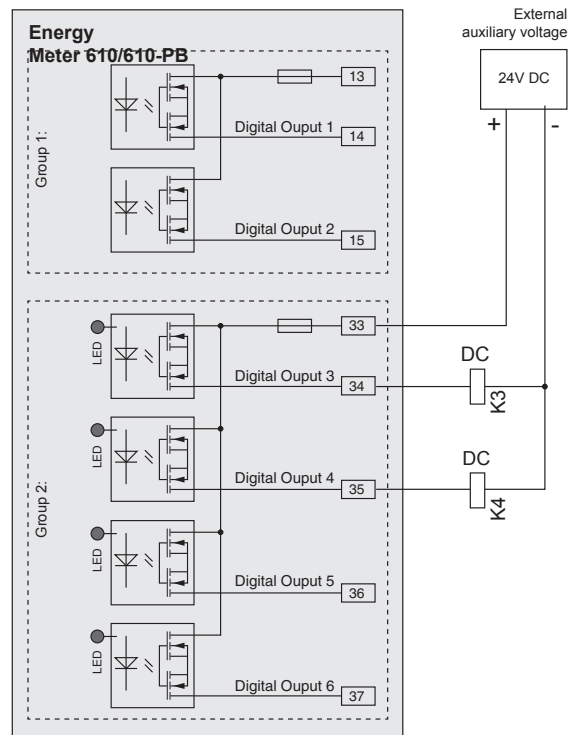 External
auxiliary voltage
24V DC
+ -
Energy
Meter 610/610-PB
Group 1:
13
Digital Ouput 1
14
Digital Ouput 2
15
Group 2:
LED
33
Digital Ouput 3
34
DC
K3
LED
Digital Ouput 4
35
DC
K4
LED
Digital Ouput 5
36
LED
Digital Ouput 6
37